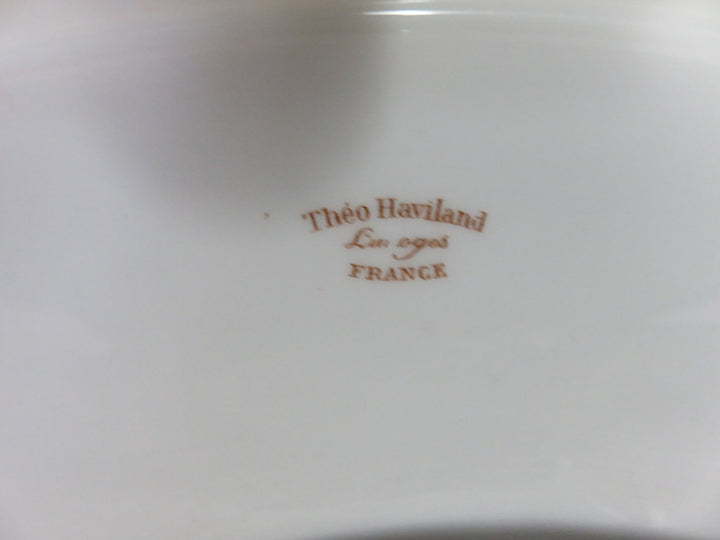 Théo Haviland
Limoges
FRANCE